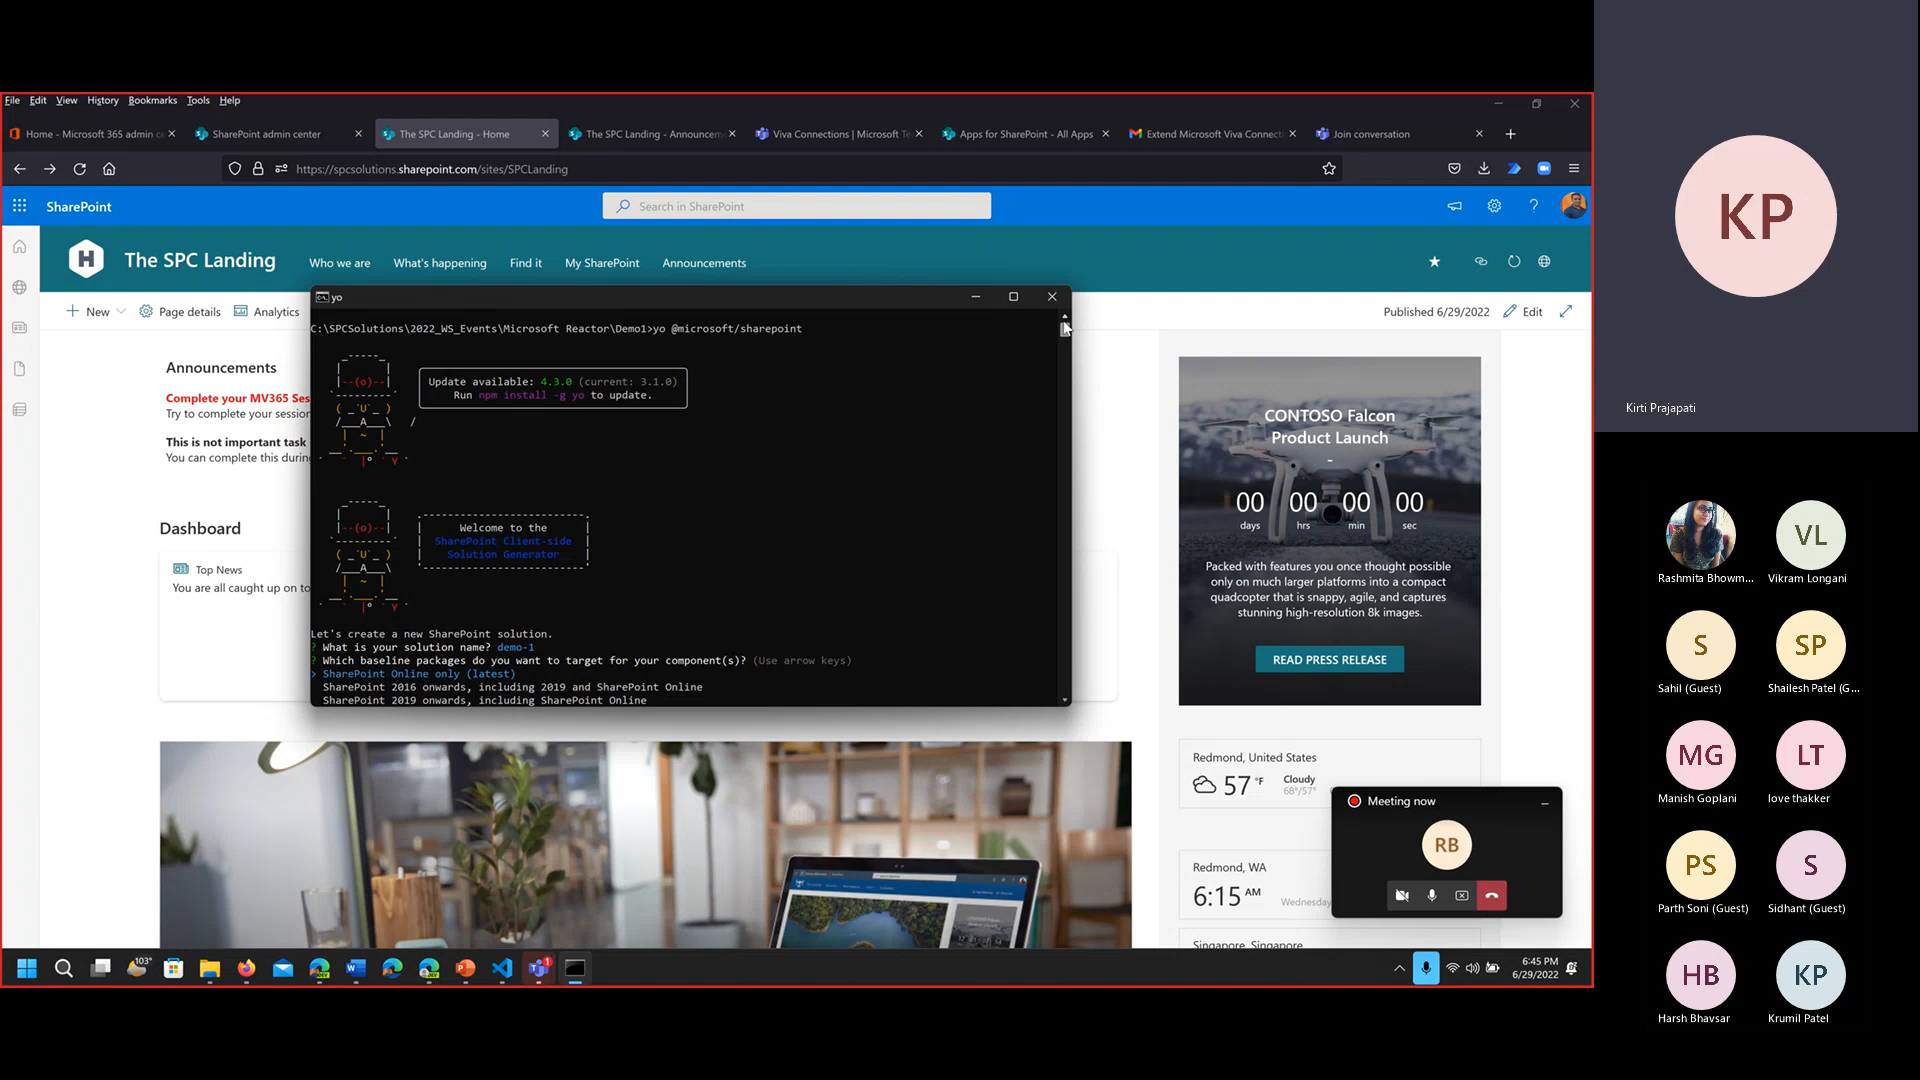 File Edit View History Bookmarks Tools Help
Home - Microsoft 365 admin ce
SharePoint admin center
The SPC Landing - Home
The SPC Landing - Announcem
Viva Connections | Microsoft Te
Apps for SharePoint - All Apps
Extend Microsoft Viva Connecti
Join conversation
https://spcsolutions.sharepoint.com/sites/SPCLanding
SharePoint
Search in SharePoint
H
The SPC Landing
Who we are
What's happening
Find it
My SharePoint
Announcements
New
Page details
Analytics
Published 6/29/2022
Edit
Announcements
Complete your MV365 Ses
Try to complete your session
This is not important task
You can complete this during
Dashboard
Top News
You are all caught up on to
yo
C:\SPCSolutions\2022_WS_Events\Microsoft Reactor\Demo1>yo @microsoft/sharepoint
Update available: 4.3.0 (current: 3.1.0)
Run npm install -g yo to update.
Welcome to the
SharePoint Client-side
Solution Generator
Let's create a new SharePoint solution.
? What is your solution name? demo-1
? Which baseline packages do you want to target for your component(s)? (Use arrow keys)
> SharePoint Online only (latest)
SharePoint 2016 onwards, including 2019 and SharePoint Online
SharePoint 2019 onwards, including SharePoint Online
CONTOSO Falcon
Product Launch
-
00 00 00 00
days hrs min sec
Packed with features you once thought possible
only on much larger platforms into a compact
quadcopter that is snappy, agile, and captures
stunning high-resolution 8k images.
READ PRESS RELEASE
Redmond, United States
57 °F
Cloudy
68°/57°
Redmond, WA
6:15 AM
Wednesday
Singapore, Singapore
Meeting now
RB
103°
6:45 PM
6/29/2022
KP
Kirti Prajapati
Rashmita Bhowm...
VL
Vikram Longani
S
Sahil (Guest)
SP
Shailesh Patel (G...
MG
Manish Goplani
LT
love thakker
PS
Parth Soni (Guest)
S
Sidhant (Guest)
HB
Harsh Bhavsar
KP
Krumil Patel